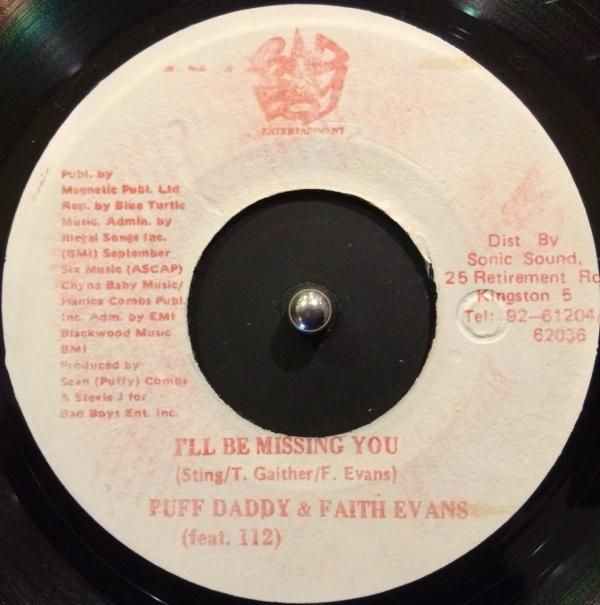 ENTERTAINMENT
Publ. by
Magnetic Publ. Ltd
Rep. by Blue Turtle
Music. Admin. by
Illegal Songs Inc.
(BMI) September
Six Music (ASCAP)
Chyna Baby Music/
Hanica Combs Publ.
Inc. Adm. by EMI
Blackwood Music
BMI
Produced by
Sean (Puffy) Combs
& Stevie J for
Bad Boys Ent. Inc.
Dist By
Sonic Sound,
25 Retirement Rd
Kingston 5
Tel: 92-61204/
62036
I'LL BE MISSING YOU
(Sting/T. Gaither/F. Evans)
PUFF DADDY & FAITH EVANS
(feat. 112)